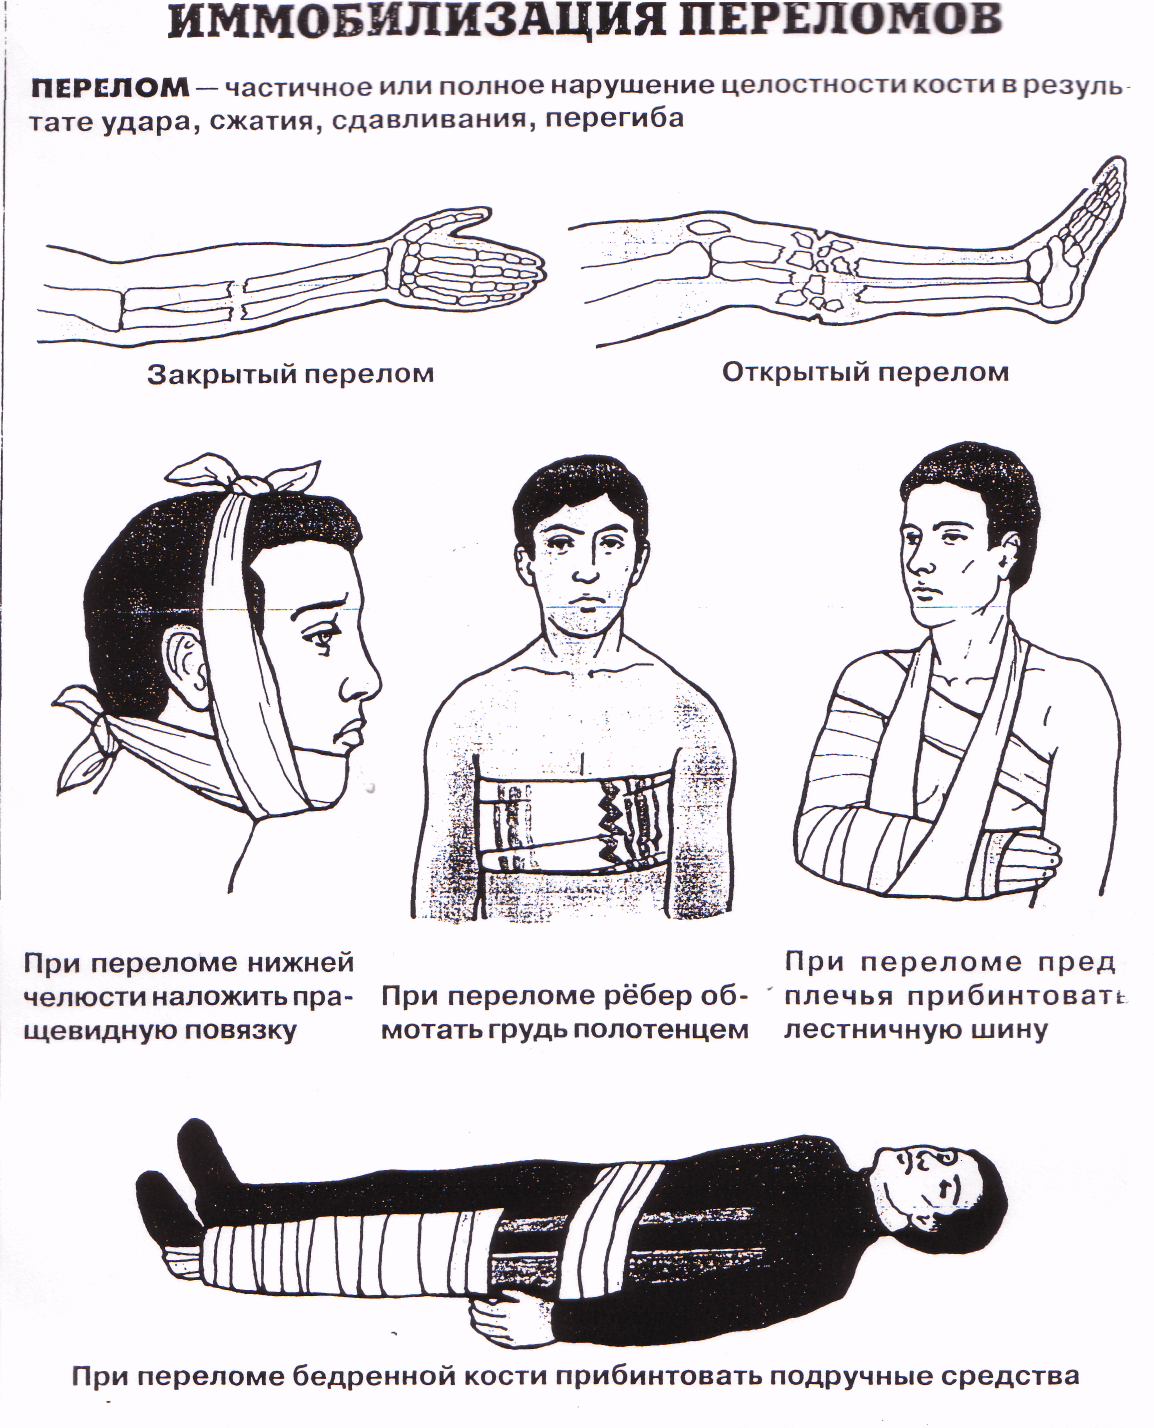 ИММОБИЛИЗАЦИЯ ПЕРЕЛОМОВ
ПЕРЕЛОМ — частичное или полное нарушение целостности кости в резуль-
тате удара, сжатия, сдавливания, перегиба
Закрытый перелом
Открытый перелом
При переломе нижней
челюсти наложить пра-
щевидную повязку
При переломе рёбер об-
мотать грудь полотенцем
При переломе пред
плечья прибинтовать
лестничную шину
При переломе бедренной кости прибинтовать подручные средства